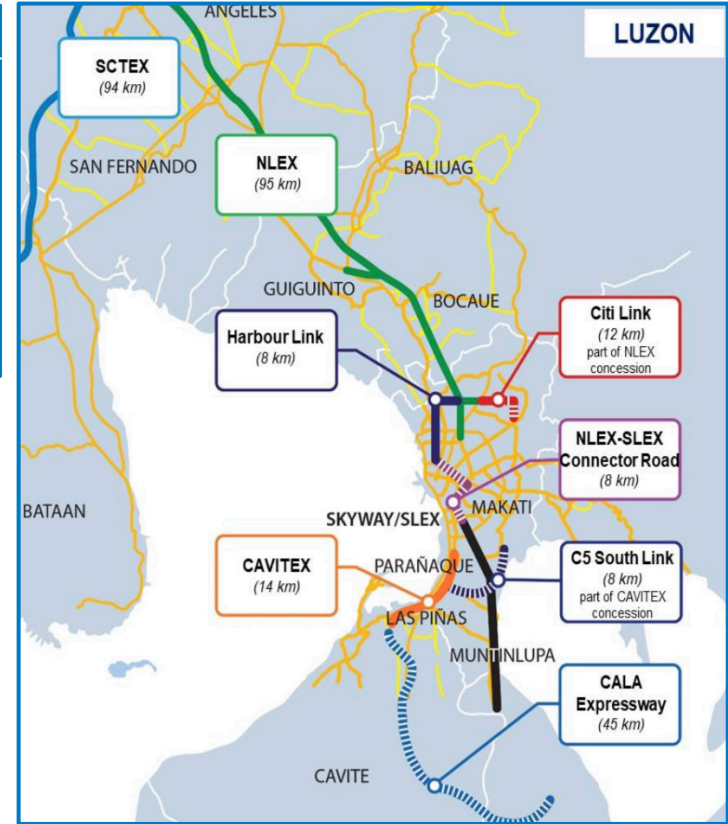 ANGELES
LUZON
SCTEX
(94 km)
SAN FERNANDO
NLEX
(95 km)
BALIUAG
GUIGUINTO
BOCAUE
Harbour Link
(8 km)
Citi Link
(12 km)
part of NLEX
concession
NLEX-SLEX
Connector Road
(8 km)
BATAAN
MAKATI
SKYWAY/SLEX
CAVITEX
(14 km)
PARAÑAQUE
C5 South Link
(8 km)
part of CAVITEX
concession
LAS PIÑAS
MUNTINLUPA
CALA
Expressway
(45 km)
CAVITE